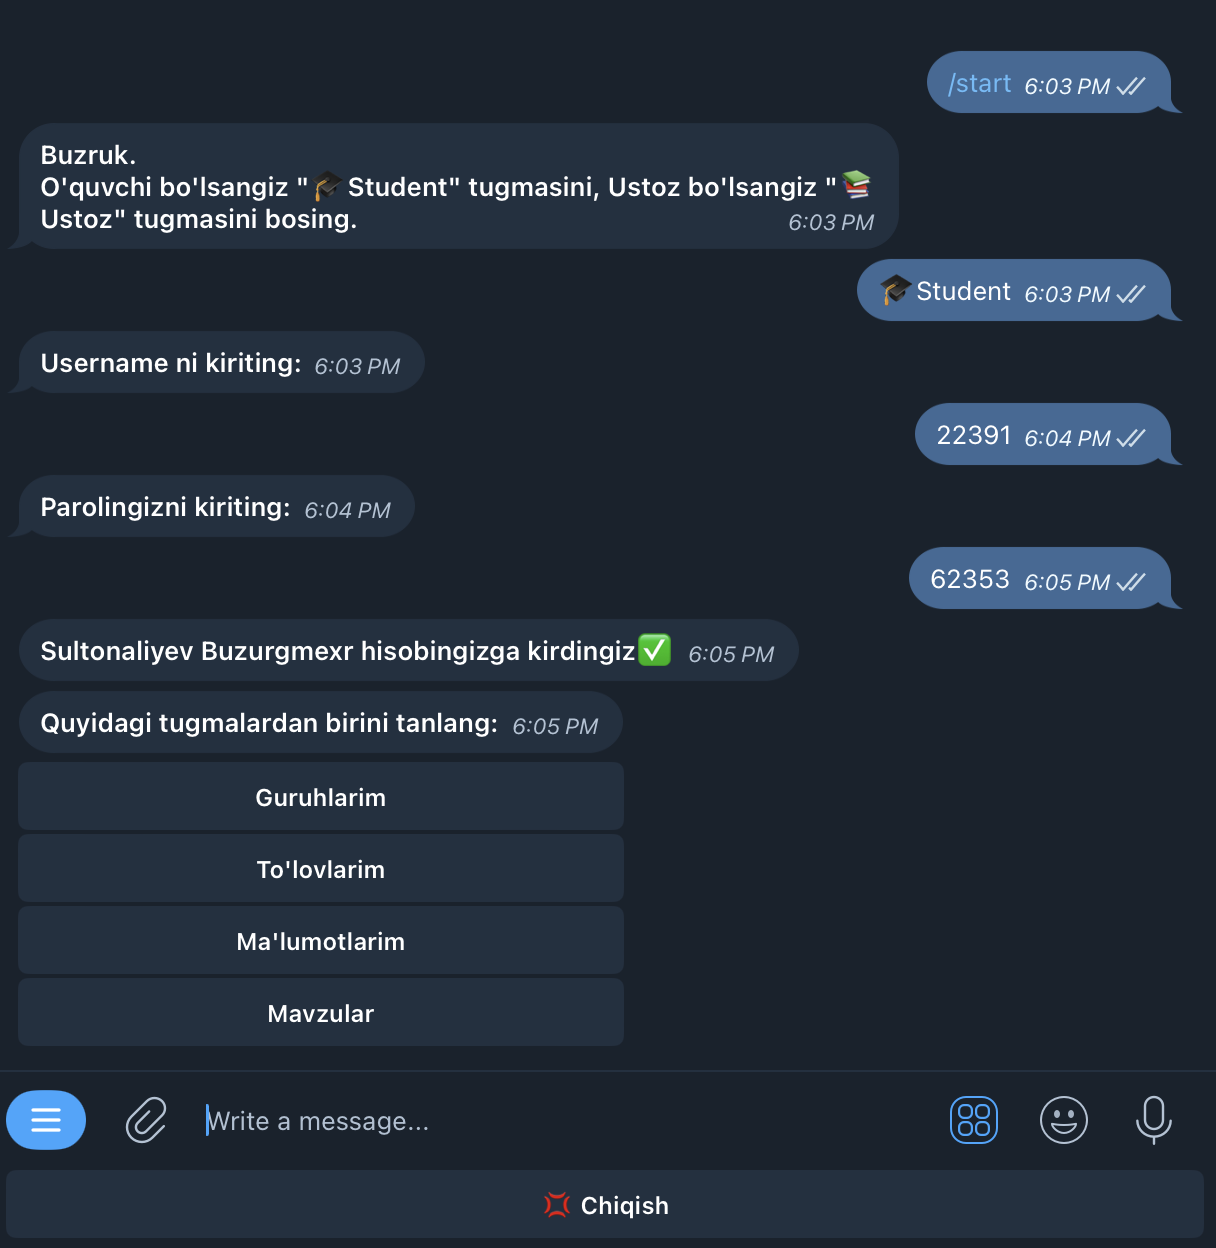 /start 6:03 PM
Buzruk.
O'quvchi bo'lsangiz "🎓Student" tugmasini, Ustoz bo'lsangiz "📚
Ustoz" tugmasini bosing. 6:03 PM
🎓Student 6:03 PM
Username ni kiriting: 6:03 PM
22391 6:04 PM
Parolingizni kiriting: 6:04 PM
62353 6:05 PM
Sultonaliyev Buzurgmexr hisobingizga kirdingiz✅ 6:05 PM
Quyidagi tugmalardan birini tanlang: 6:05 PM
Guruhlarim
To'lovlarim
Ma'lumotlarim
Mavzular
Write a message...
💢 Chiqish